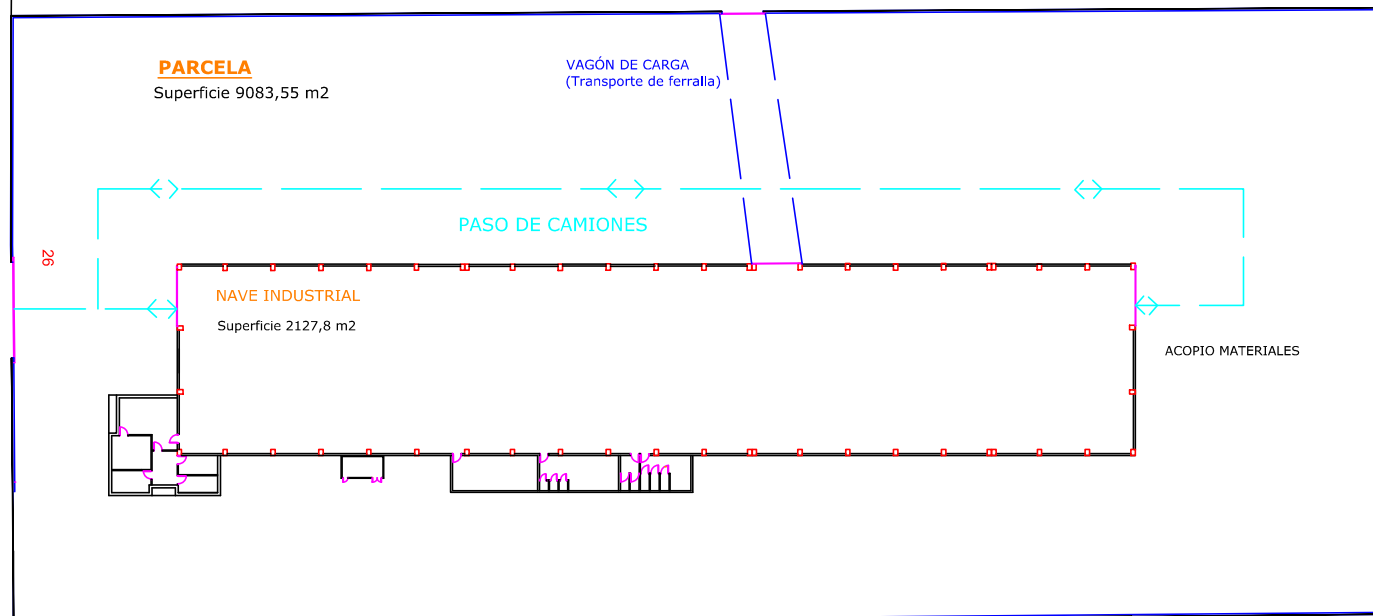 PARCELA
Superficie 9083,55 m2
VAGÓN DE CARGA
(Transporte de ferralla)
PASO DE CAMIONES
26
NAVE INDUSTRIAL
Superficie 2127,8 m2
ACOPIO MATERIALES